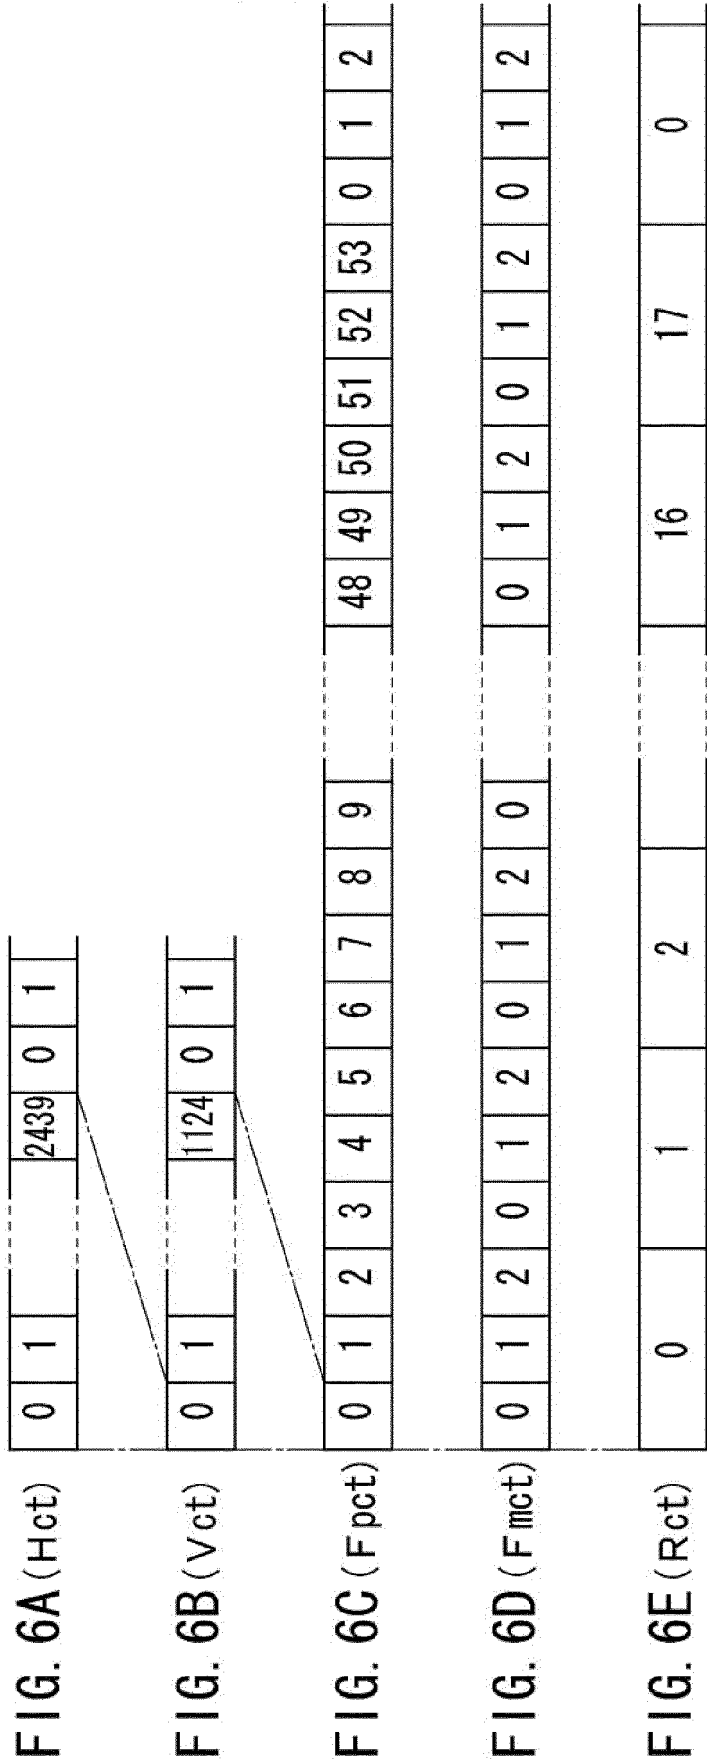 FIG. 6A (Hct) 0 1 2439 0 1
FIG. 6B (Vct) 0 1 1124 0 1
FIG. 6C (Fpct) 0 1 2 3 4 5 6 7 8 9 48 49 50 51 52 53 0 1 2
FIG. 6D (Fmct) 0 1 2 0 1 2 0 1 2 0 0 1 2 0 1 2 0 1 2
FIG. 6E (Rct) 0 1 2 16 17 0